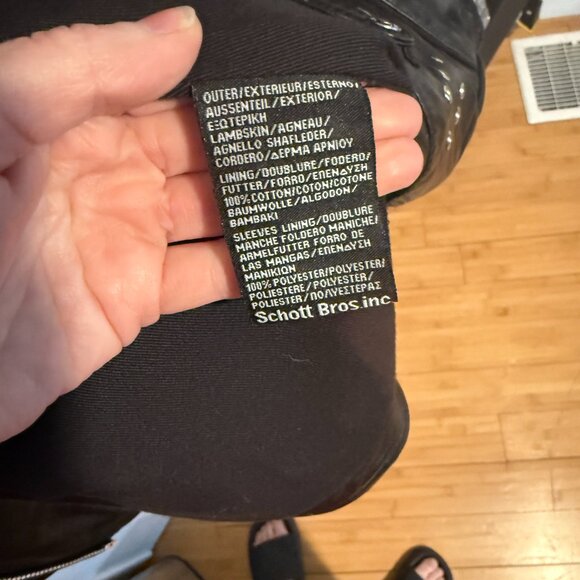 OUTER/EXTERIEUR/ESTERNO/
AUSSENTEIL/EXTERIOR/
ΕΞΩΤΕΡΙΚΗ
LAMBSKIN/AGNEAU/
AGNELLO SHAFLEDER/
CORDERO/ΔΕΡΜΑ ΑΡΝΙΟΥ
LINING/DOUBLURE/FODERO/
FUTTER/FORRO/ΕΠΕΝΔΥΣΗ
100% COTTON/COTON/COTONE
BAUMWOLLE/ALGODON/
BAMBAKI
SLEEVES LINING/DOUBLURE
MANCHE FOLDERO MANICHE/
ARMELFUTTER FORRO DE
LAS MANGAS/ΕΠΕΝΔΥΣΗ
ΜΑΝΙΚΙΟΝ
100% POLYESTER/POLYESTER/
POLIESTERE/POLYESTER/
POLIESTER/ΠΟΛΥΕΣΤΕΡΑΣ
Schott Bros.inc